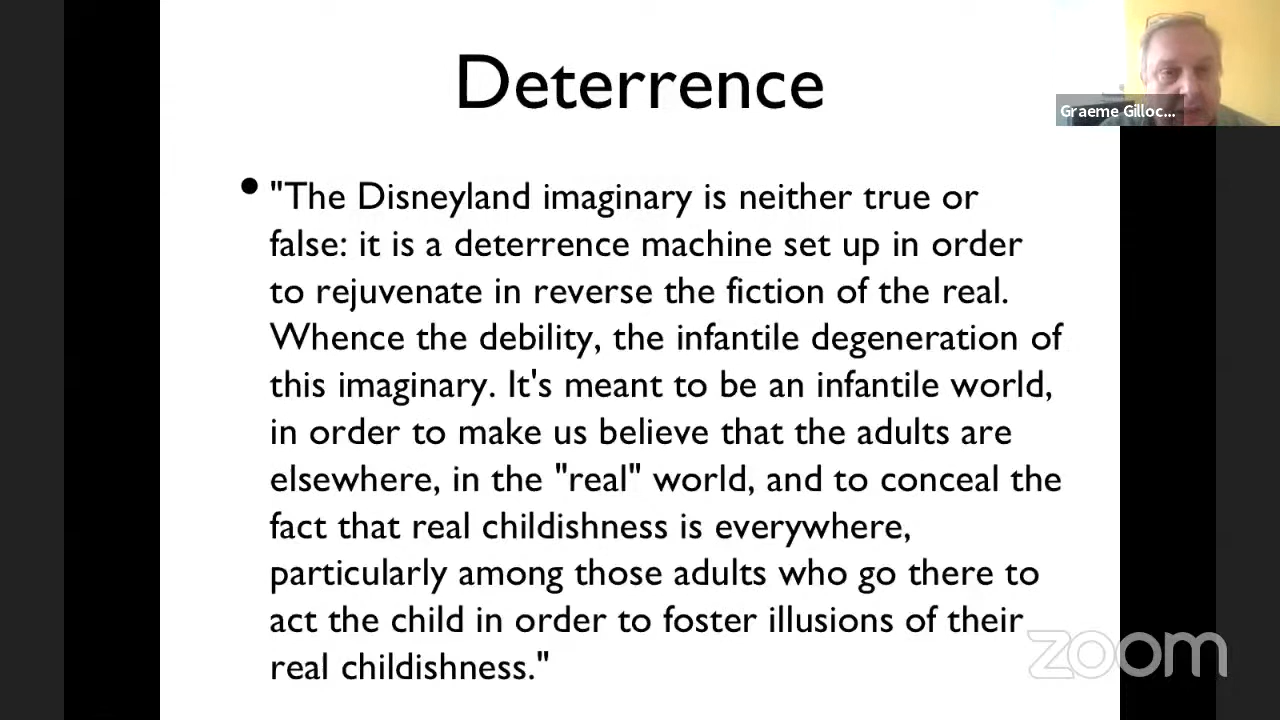 Deterrence
Graeme Gilloc...
• "The Disneyland imaginary is neither true or
false: it is a deterrence machine set up in order
to rejuvenate in reverse the fiction of the real.
Whence the debility, the infantile degeneration of
this imaginary. It's meant to be an infantile world,
in order to make us believe that the adults are
elsewhere, in the "real" world, and to conceal the
fact that real childishness is everywhere,
particularly among those adults who go there to
act the child in order to foster illusions of their
real childishness."
zoom